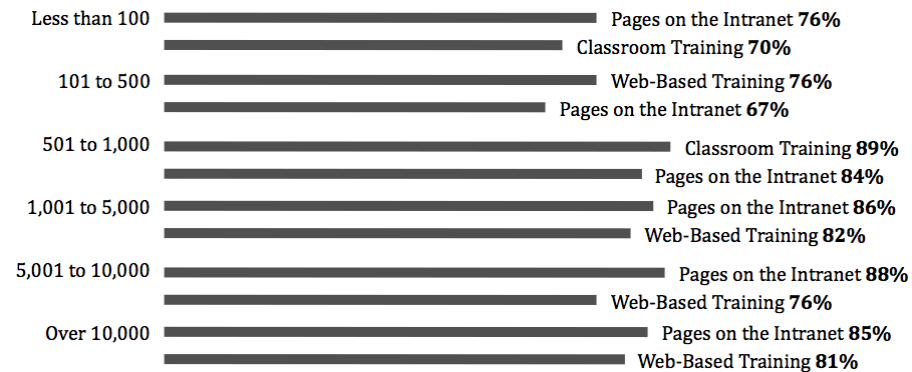 Less than 100 Pages on the Intranet 76%
Classroom Training 70%
101 to 500 Web-Based Training 76%
Pages on the Intranet 67%
501 to 1,000 Classroom Training 89%
Pages on the Intranet 84%
1,001 to 5,000 Pages on the Intranet 86%
Web-Based Training 82%
5,001 to 10,000 Pages on the Intranet 88%
Web-Based Training 76%
Over 10,000 Pages on the Intranet 85%
Web-Based Training 81%